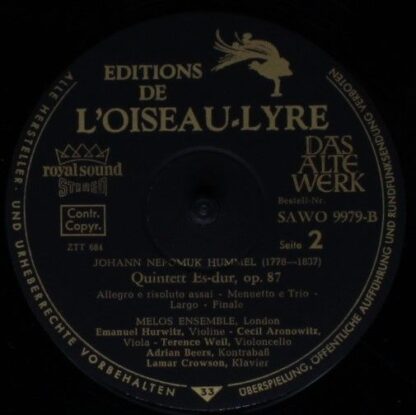 EDITIONS
DE
L'OISEAU-LYRE
royal sound
STEREO
DAS
ALTE
WERK
Contr.
Copyr.
Bestell-Nr.
SAWO 9979-B
ZTT 684
Seite 2
JOHANN NEPOMUK HUMMEL (1778—1837)
Quintett Es-dur, op. 87
Allegro e risoluto assai - Menuetto e Trio -
Largo - Finale
MELOS ENSEMBLE, London
Emanuel Hurwitz, Violine - Cecil Aronowitz,
Viola - Terence Weil, Violoncello
Adrian Beers, Kontrabaß
Lamar Crowson, Klavier
33
ALLE HERSTELLER- UND URHEBERRECHTE VORBEHALTEN
ÜBERSPIELUNG, ÖFFENTLICHE AUFFÜHRUNG UND RUNDFUNKSENDUNG VERBOTEN